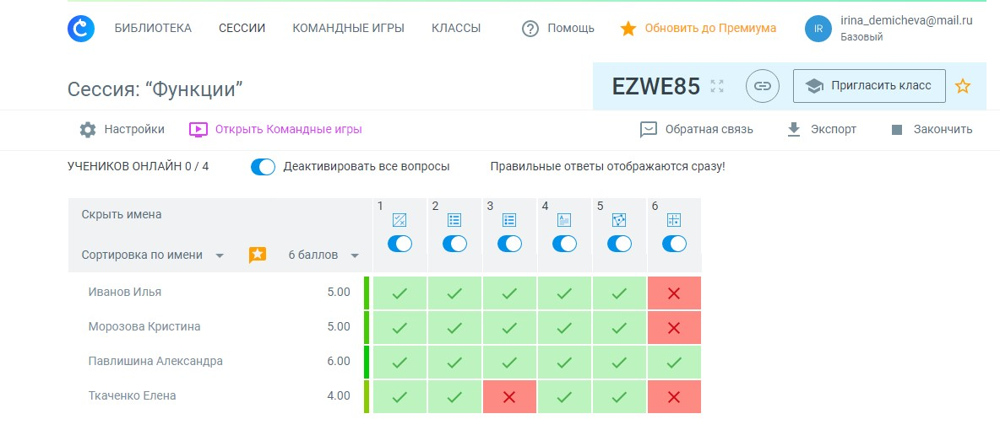 БИБЛИОТЕКА СЕССИИ КОМАНДНЫЕ ИГРЫ КЛАССЫ ? Помощь Обновить до Премиума IR irina_demicheva@mail.ru
Базовый
Сессия: “Функции” EZWE85 Пригласить класс
Настройки Открыть Командные игры Обратная связь Экспорт Закончить
УЧЕНИКОВ ОНЛАЙН 0 / 4 Деактивировать все вопросы Правильные ответы отображаются сразу!
1 2 3 4 5 6
Скрыть имена
Сортировка по имени 6 баллов
Иванов Илья 5.00
Морозова Кристина 5.00
Павлишина Александра 6.00
Ткаченко Елена 4.00